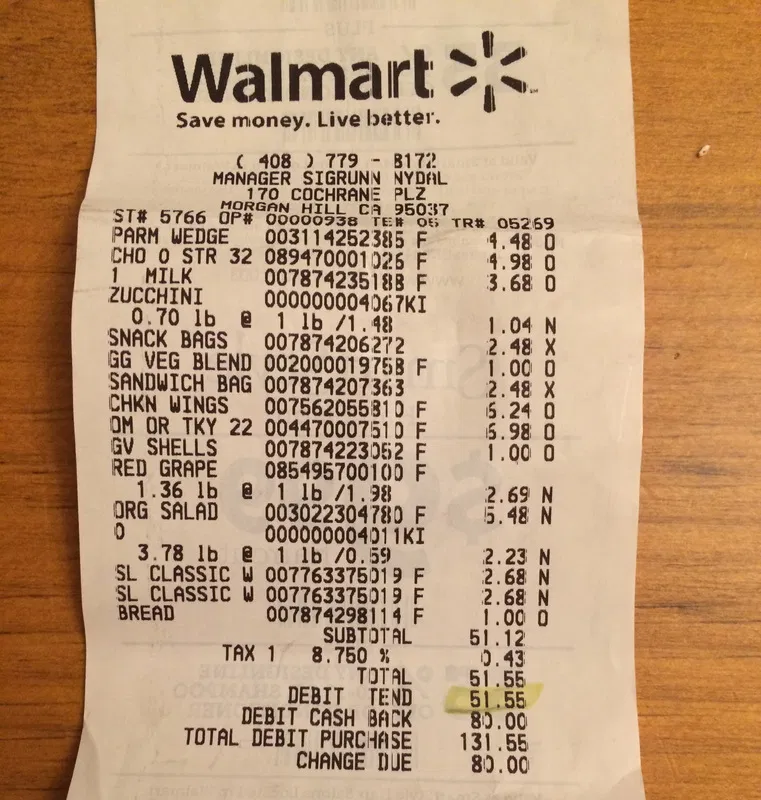 Walmart
Save money. Live better.
( 408 ) 779 - 8172
MANAGER SIGRUNN NYDAL
170 COCHRANE PLZ
MORGAN HILL CA 95037
ST# 5766 OP# 00000938 TE# 05 TR# 05269
PARM WEDGE 003114252385 F 4.48 O
CHO O STR 32 089470001026 F 4.98 O
1 MILK 007874235188 F 3.68 O
ZUCCHINI 000000004067KI
0.70 lb @ 1 lb /1.48 1.04 N
SNACK BAGS 007874206272 2.48 X
GG VEG BLEND 002000019758 F 1.00 O
SANDWICH BAG 007874207363 2.48 X
CHKN WINGS 007562055810 F 6.24 O
OM OR TKY 22 004470007510 F 6.98 O
GV SHELLS 007874223062 F 1.00 O
RED GRAPE 085495700100 F
1.36 lb @ 1 lb /1.98 2.69 N
ORG SALAD 003022304780 F 5.48 N
O 000000004011KI
3.78 lb @ 1 lb /0.59 2.23 N
SL CLASSIC W 007763375019 F 2.68 N
SL CLASSIC W 007763375019 F 2.68 N
BREAD 007874298114 F 1.00 O
SUBTOTAL 51.12
TAX 1 8.750 % 0.43
TOTAL 51.55
DEBIT TEND 51.55
DEBIT CASH BACK 80.00
TOTAL DEBIT PURCHASE 131.55
CHANGE DUE 80.00